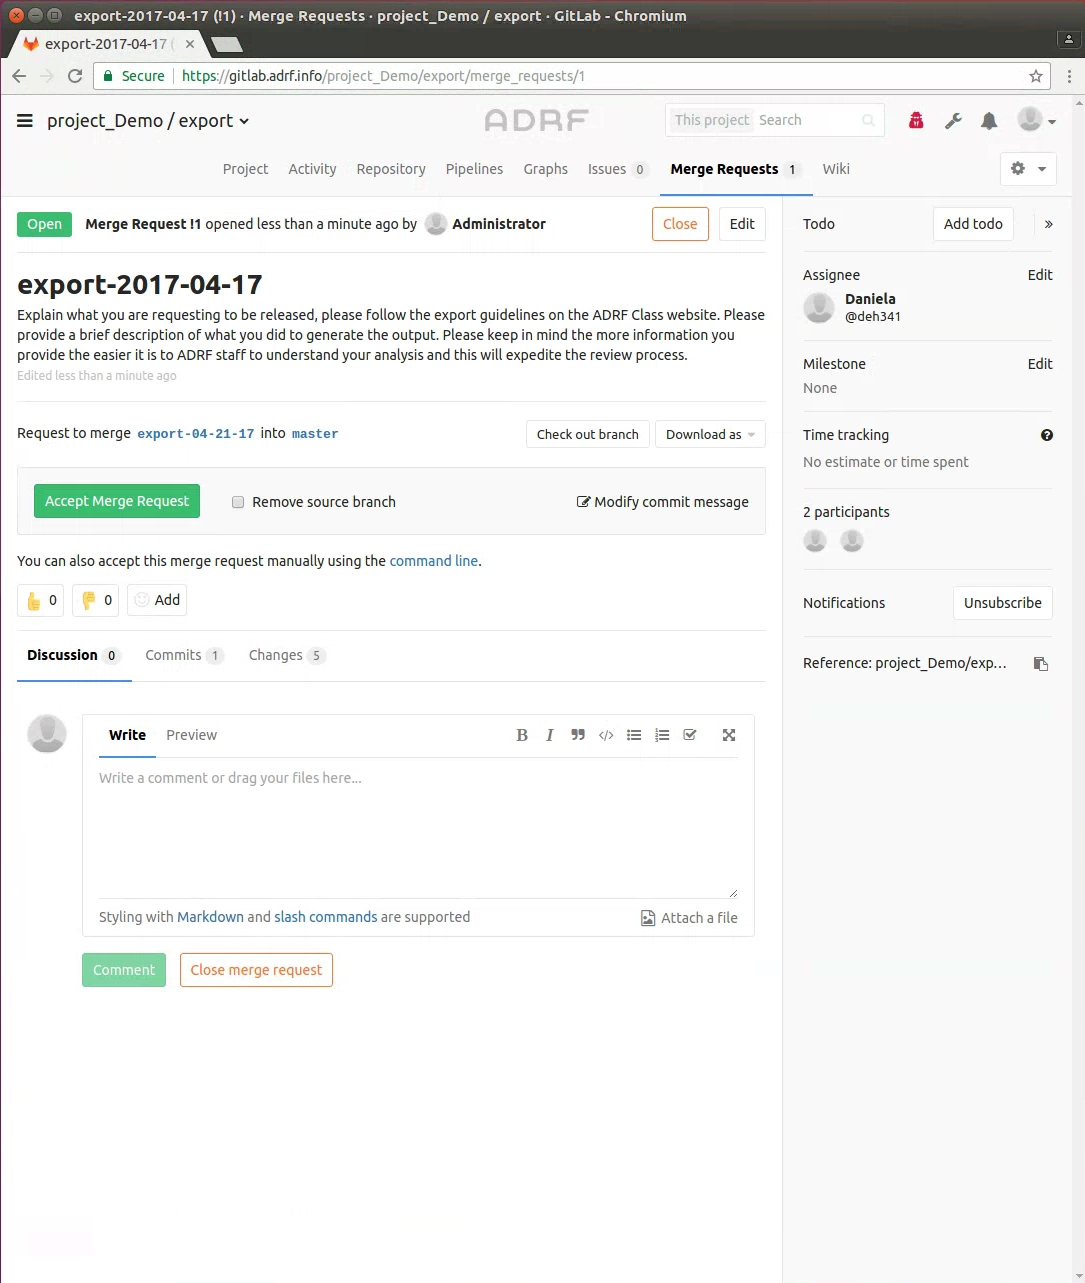 export-2017-04-17 (!1) · Merge Requests · project_Demo / export · GitLab - Chromium
export-2017-04-17 (
Secure https://gitlab.adrf.info/project_Demo/export/merge_requests/1
project_Demo / export ADRF This project Search
Project Activity Repository Pipelines Graphs Issues 0 Merge Requests 1 Wiki
Open Merge Request !1 opened less than a minute ago by Administrator Close Edit
export-2017-04-17
Explain what you are requesting to be released, please follow the export guidelines on the ADRF Class website. Please
provide a brief description of what you did to generate the output. Please keep in mind the more information you
provide the easier it is to ADRF staff to understand your analysis and this will expedite the review process.
Edited less than a minute ago
Request to merge export-04-21-17 into master Check out branch Download as
Accept Merge Request Remove source branch Modify commit message
You can also accept this merge request manually using the command line.
0 0 Add
Discussion 0 Commits 1 Changes 5
Write Preview B I
Write a comment or drag your files here...
Styling with Markdown and slash commands are supported Attach a file
Comment Close merge request
Todo Add todo »
Assignee Edit
Daniela
@deh341
Milestone Edit
None
Time tracking ?
No estimate or time spent
2 participants
Notifications Unsubscribe
Reference: project_Demo/exp...